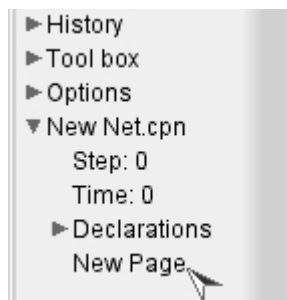 History
Tool box
Options
New Net.cpn
Step: 0
Time: 0
Declarations
New Page